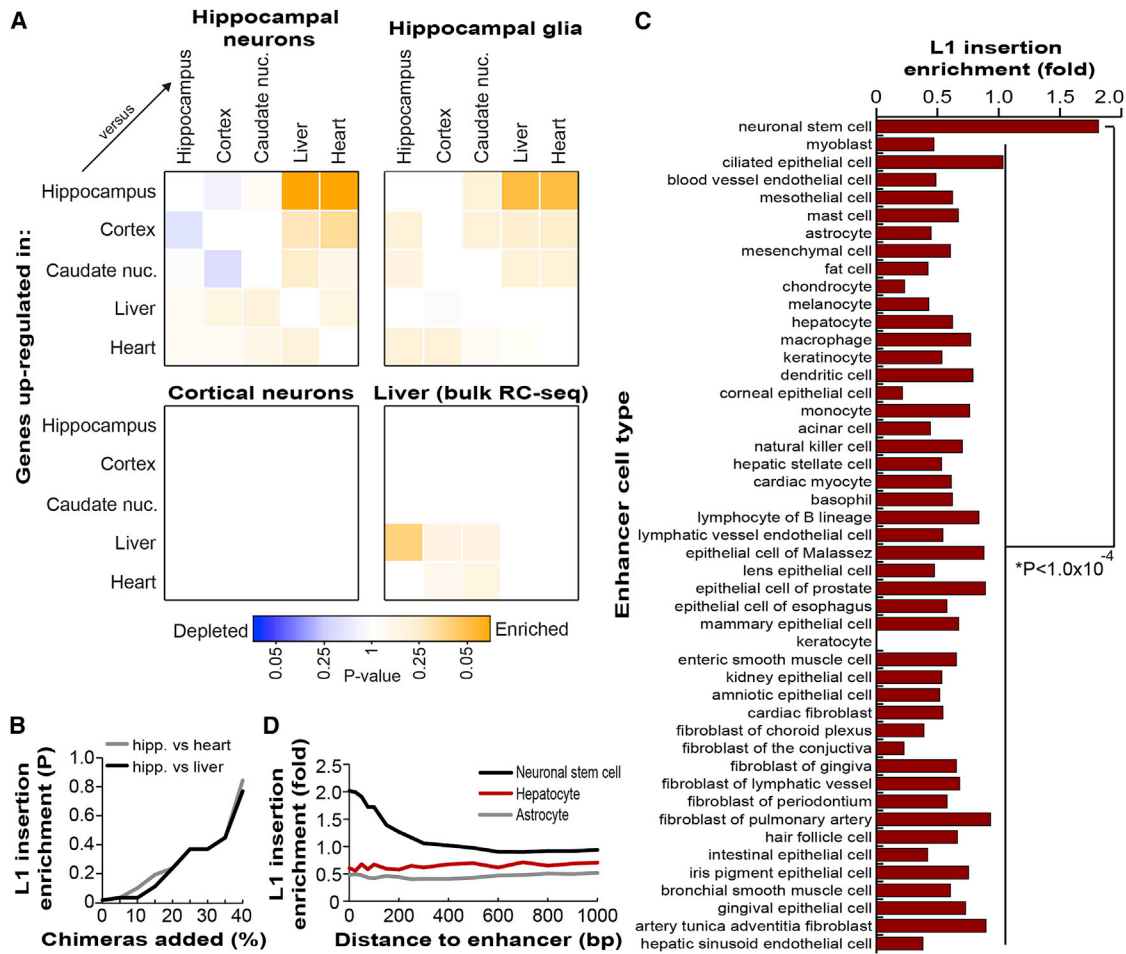 A
Hippocampal
neurons
Hippocampal glia
versus
Hippocampus
Cortex
Caudate nuc.
Liver
Heart
Hippocampus
Cortex
Caudate nuc.
Liver
Heart
Genes up-regulated in:
Hippocampus
Cortex
Caudate nuc.
Liver
Heart
Cortical neurons
Liver (bulk RC-seq)
Hippocampus
Cortex
Caudate nuc.
Liver
Heart
Depleted
Enriched
0.05
0.25
1
0.25
0.05
P-value
B
L1 insertion
enrichment (P)
hipp. vs heart
hipp. vs liver
1.0
0.8
0.6
0.4
0.2
0
0
10
20
30
40
Chimeras added (%)
D
L1 insertion
enrichment (fold)
2.5
2.0
1.5
1.0
0.5
0
Neuronal stem cell
Hepatocyte
Astrocyte
0
200
400
600
800
1000
Distance to enhancer (bp)
C
L1 insertion
enrichment (fold)
0
0.5
1.0
1.5
2.0
Enhancer cell type
neuronal stem cell
myoblast
ciliated epithelial cell
blood vessel endothelial cell
mesothelial cell
mast cell
astrocyte
mesenchymal cell
fat cell
chondrocyte
melanocyte
hepatocyte
macrophage
keratinocyte
dendritic cell
corneal epithelial cell
monocyte
acinar cell
natural killer cell
hepatic stellate cell
cardiac myocyte
basophil
lymphocyte of B lineage
lymphatic vessel endothelial cell
epithelial cell of Malassez
lens epithelial cell
epithelial cell of prostate
epithelial cell of esophagus
mammary epithelial cell
keratocyte
enteric smooth muscle cell
kidney epithelial cell
amniotic epithelial cell
cardiac fibroblast
fibroblast of choroid plexus
fibroblast of the conjuctiva
fibroblast of gingiva
fibroblast of lymphatic vessel
fibroblast of periodontium
fibroblast of pulmonary artery
hair follicle cell
intestinal epithelial cell
iris pigment epithelial cell
bronchial smooth muscle cell
gingival epithelial cell
artery tunica adventitia fibroblast
hepatic sinusoid endothelial cell
*P<1.0x10-4